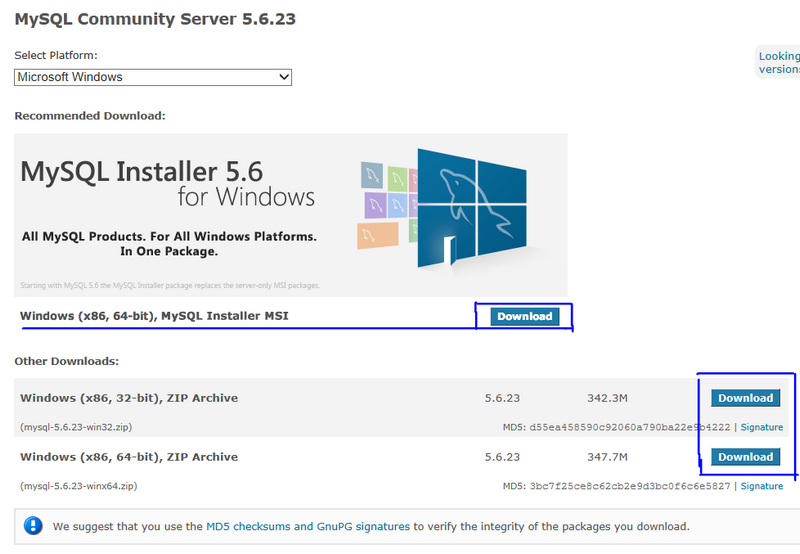 MySQL Community Server 5.6.23
Select Platform:
Microsoft Windows
Looking
versions
Recommended Download:
MySQL Installer 5.6
for Windows
All MySQL Products. For All Windows Platforms.
In One Package.
Starting with MySQL 5.6 the MySQL Installer package replaces the server-only MSI packages.
Windows (x86, 64-bit), MySQL Installer MSI Download
Other Downloads:
Windows (x86, 32-bit), ZIP Archive 5.6.23 342.3M Download
(mysql-5.6.23-win32.zip) MD5: d55ea458590c92060a790ba22e9b4222 | Signature
Windows (x86, 64-bit), ZIP Archive 5.6.23 347.7M Download
(mysql-5.6.23-winx64.zip) MD5: 3bc7f25ce8c62cb2e9d3bc0f6c6e5827 | Signature
We suggest that you use the MD5 checksums and GnuPG signatures to verify the integrity of the packages you download.